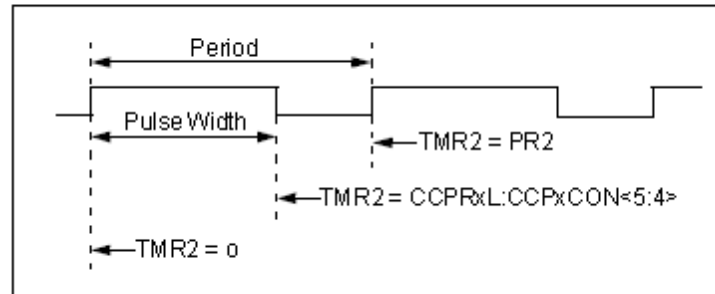 Period
Pulse Width
TMR2 = PR2
TMR2 = CCPRxL:CCPxCON<5:4>
TMR2 = o